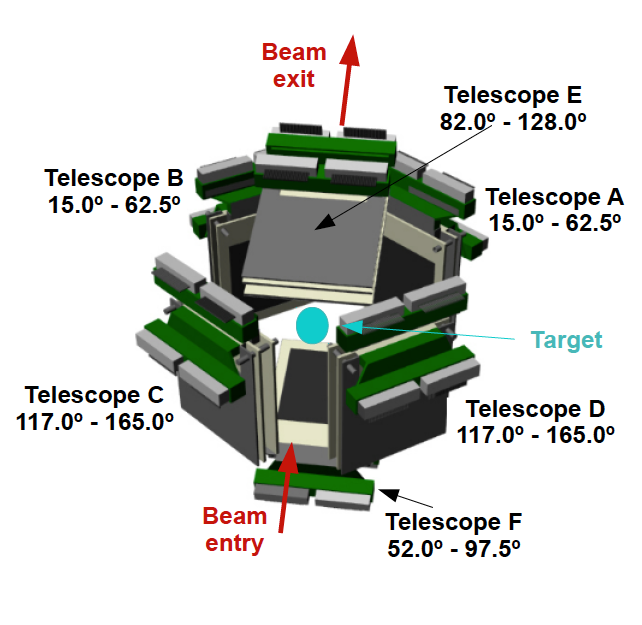 Beam
exit
Telescope E
82.0º - 128.0º
Telescope B
15.0º - 62.5º
Telescope A
15.0º - 62.5º
Target
Telescope C
117.0º - 165.0º
Telescope D
117.0º - 165.0º
Beam
entry
Telescope F
52.0º - 97.5º